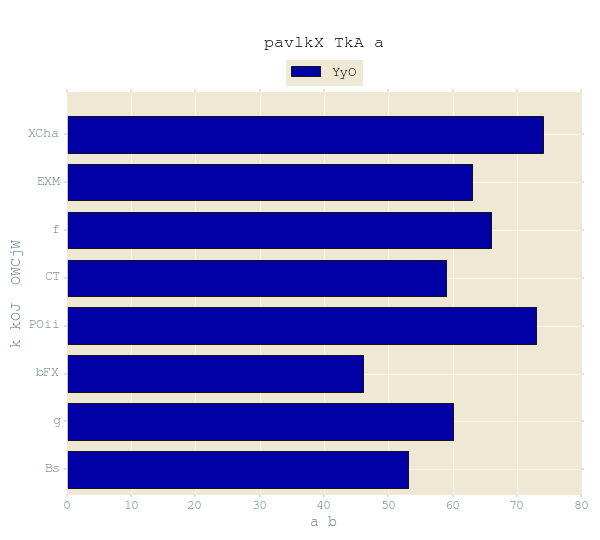 pavlkX TkA a
YyO
XCha
EXM
f
CT
POii
bFX
g
Bs
k kOJ  OWCjW
0 10 20 30 40 50 60 70 80
a b